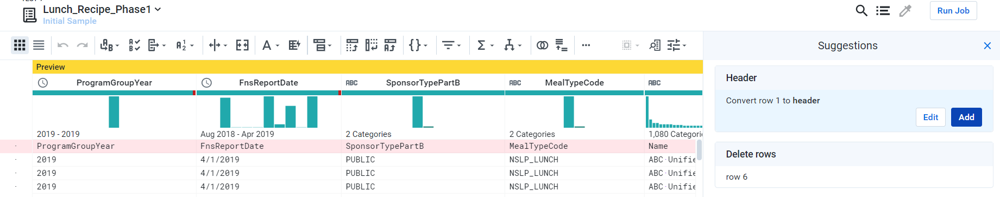 Lunch_Recipe_Phase1
Initial Sample
Run Job
Suggestions
Preview
ProgramGroupYear FnsReportDate ABC SponsorTypePartB ABC MealTypeCode ABC
2019 - 2019 Aug 2018 - Apr 2019 2 Categories 2 Categories 1,080
ProgramGroupYear FnsReportDate SponsorTypePartB MealTypeCode Name
2019 4/1/2019 PUBLIC NSLP_LUNCH ABC·Unifie
2019 4/1/2019 PUBLIC NSLP_LUNCH ABC·Unifie
2019 4/1/2019 PUBLIC NSLP_LUNCH ABC·Unifie
Header
Convert row 1 to header
Edit Add
Delete rows
row 6